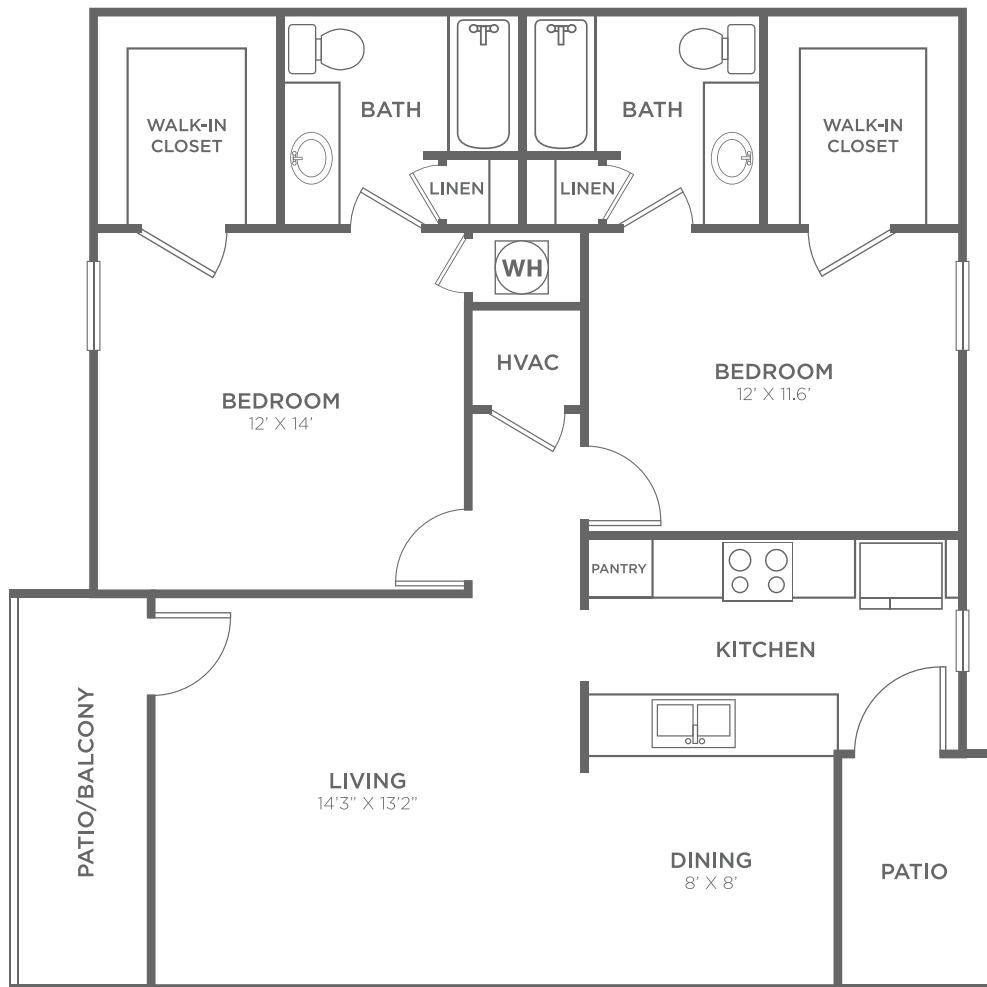 WALK-IN
CLOSET
BATH
LINEN
BATH
LINEN
WALK-IN
CLOSET
WH
HVAC
BEDROOM
12’ X 14’
BEDROOM
12’ X 11.6’
PANTRY
KITCHEN
PATIO/BALCONY
LIVING
14’3” X 13’2”
DINING
8’ X 8’
PATIO